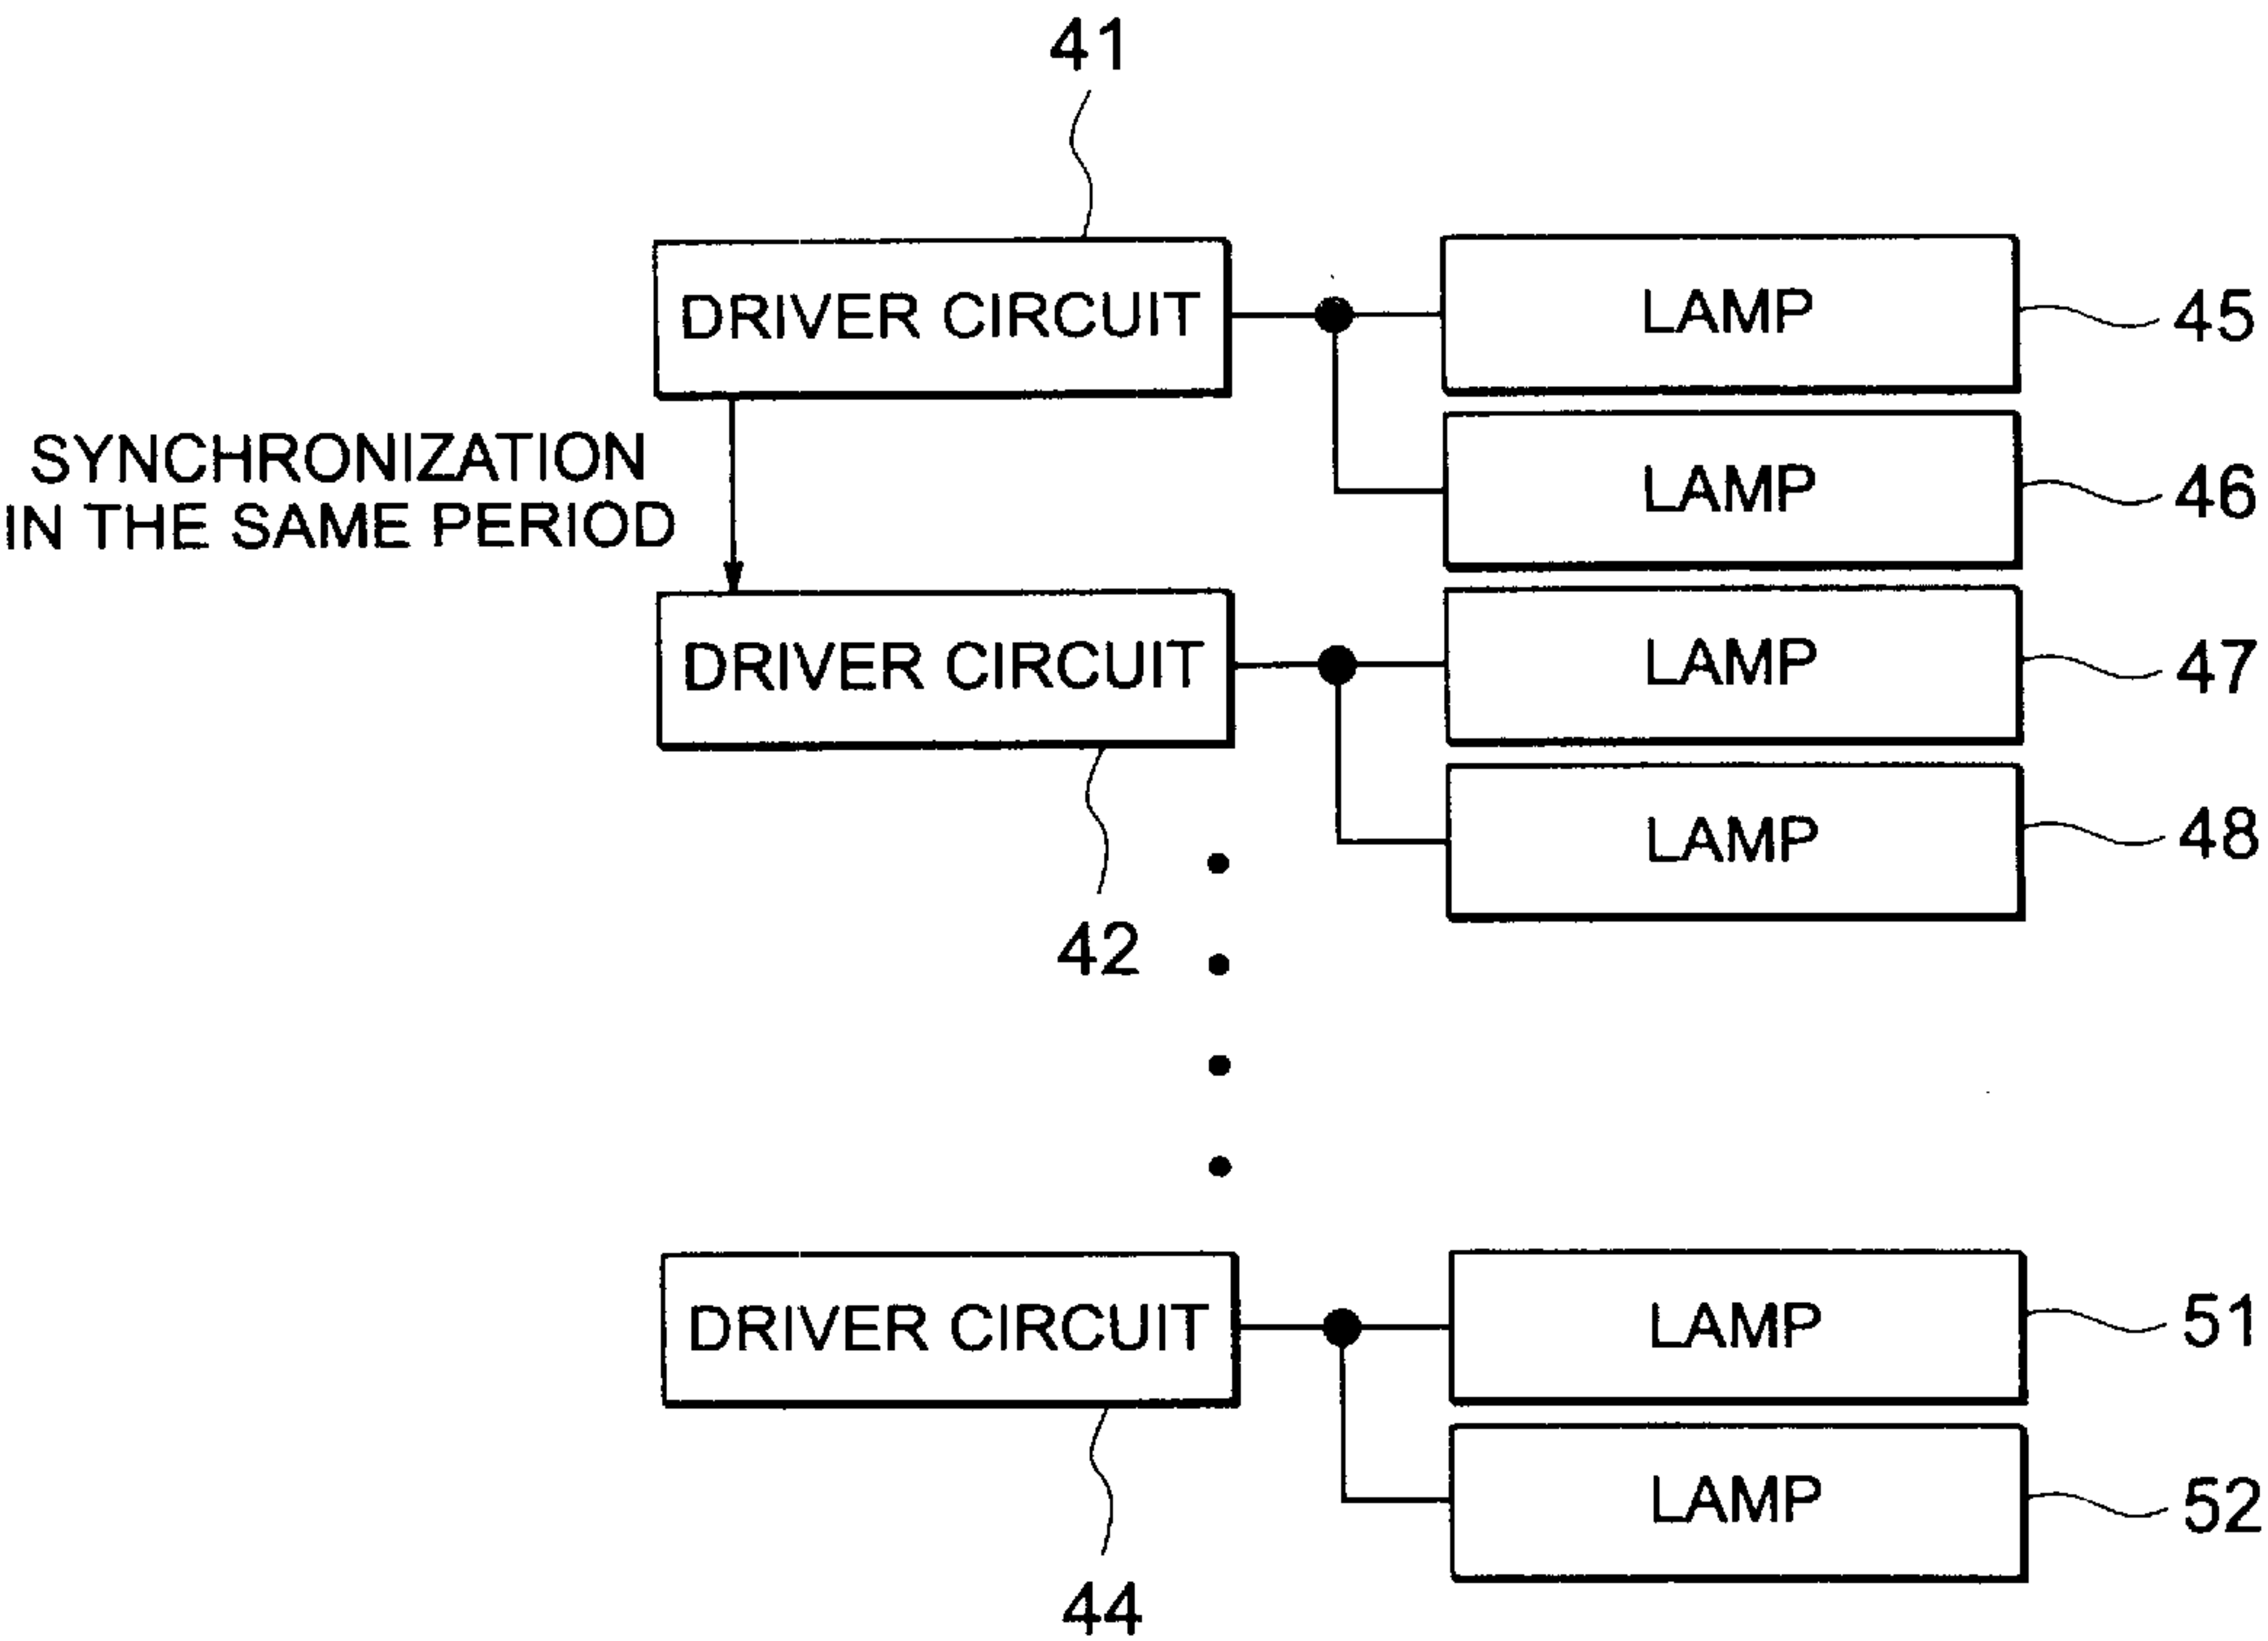 41
DRIVER CIRCUIT
LAMP
45
SYNCHRONIZATION
IN THE SAME PERIOD
LAMP
46
DRIVER CIRCUIT
LAMP
47
LAMP
48
42
DRIVER CIRCUIT
LAMP
51
LAMP
52
44